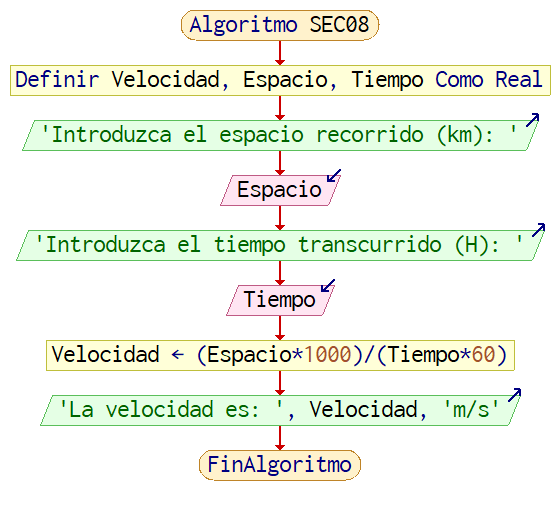 Algoritmo SEC08
Definir Velocidad, Espacio, Tiempo Como Real
'Introduzca el espacio recorrido (km): '
Espacio
'Introduzca el tiempo transcurrido (H): '
Tiempo
Velocidad ← (Espacio*1000)/(Tiempo*60)
'La velocidad es: ', Velocidad, 'm/s'
FinAlgoritmo